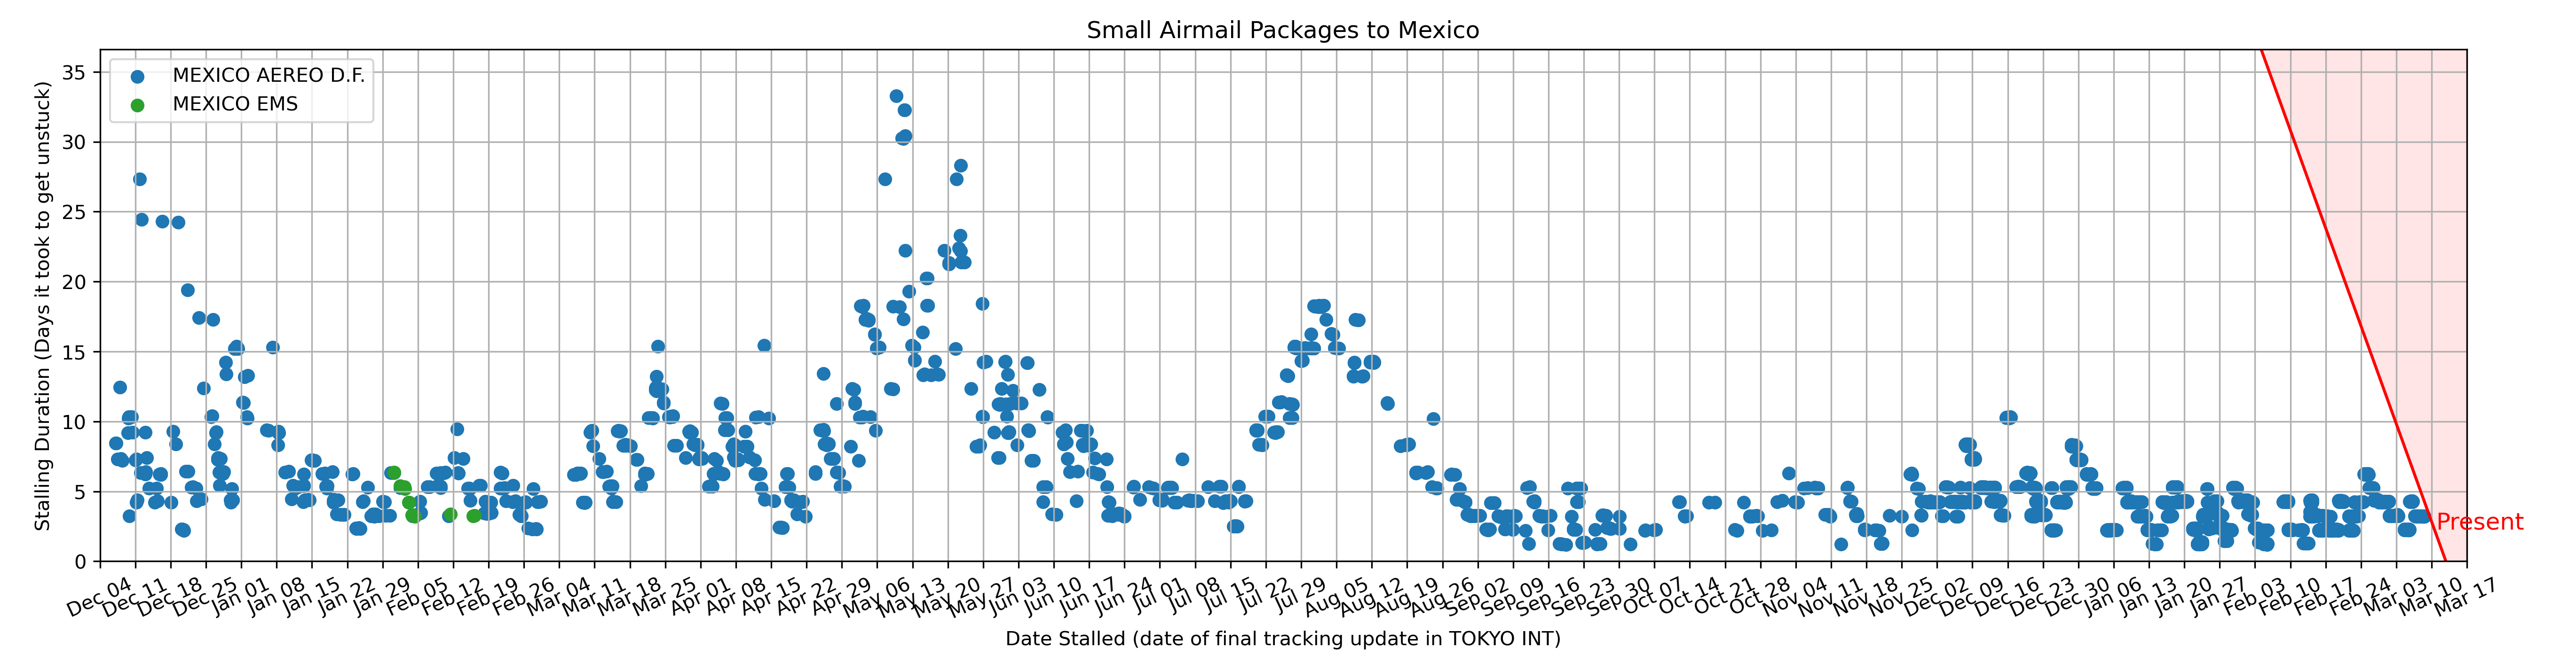 Small Airmail Packages to Mexico
MEXICO AEREO D.F.
MEXICO EMS
Stalling Duration (Days it took to get unstuck)
35
30
25
20
15
10
5
0
Present
Dec 04
Dec 11
Dec 18
Dec 25
Jan 01
Jan 08
Jan 15
Jan 22
Jan 29
Feb 05
Feb 12
Feb 19
Feb 26
Mar 04
Mar 11
Mar 18
Mar 25
Apr 01
Apr 08
Apr 15
Apr 22
Apr 29
May 06
May 13
May 20
May 27
Jun 03
Jun 10
Jun 17
Jun 24
Jul 01
Jul 08
Jul 15
Jul 22
Jul 29
Aug 05
Aug 12
Aug 19
Aug 26
Sep 02
Sep 09
Sep 16
Sep 23
Sep 30
Oct 07
Oct 14
Oct 21
Oct 28
Nov 04
Nov 11
Nov 18
Nov 25
Dec 02
Dec 09
Dec 16
Dec 23
Dec 30
Jan 06
Jan 13
Jan 20
Jan 27
Feb 03
Feb 10
Feb 17
Feb 24
Mar 03
Mar 10
Mar 17
Date Stalled (date of final tracking update in TOKYO INT)